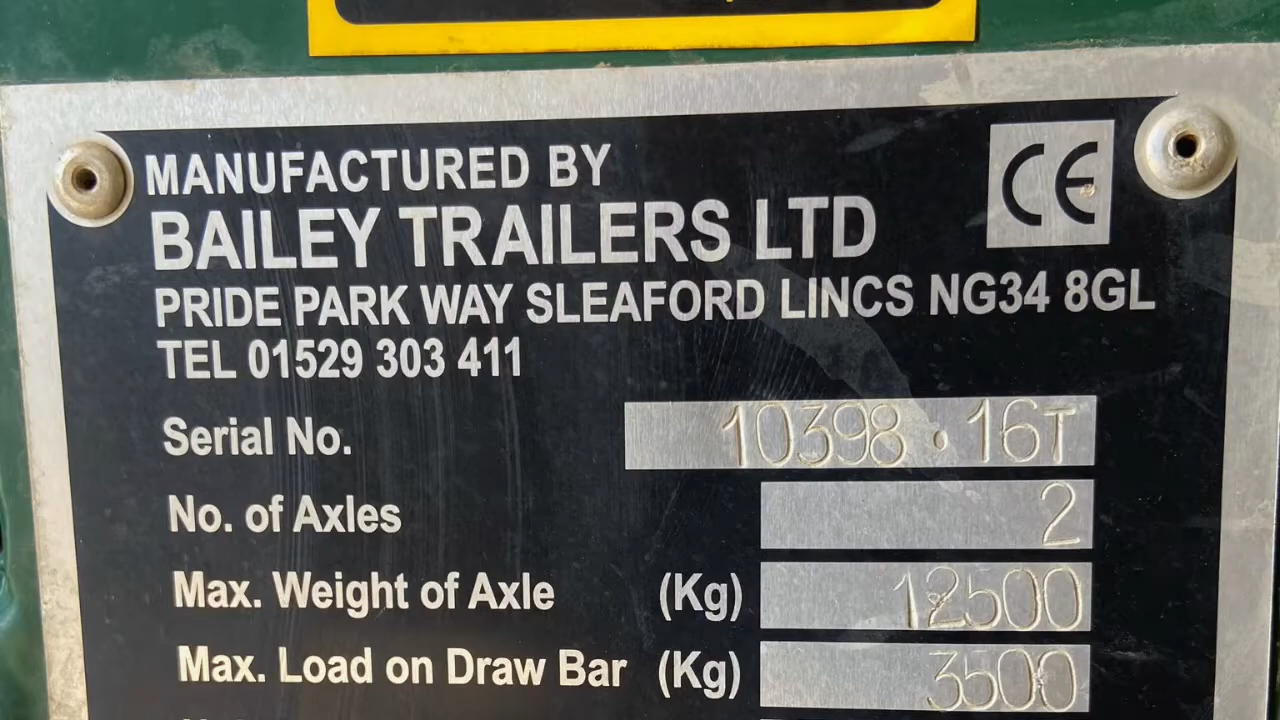 MANUFACTURED BY
BAILEY TRAILERS LTD
PRIDE PARK WAY SLEAFORD LINCS NG34 8GL
TEL 01529 303 411
CE
Serial No. 10398 · 16T
No. of Axles 2
Max. Weight of Axle (Kg) 12500
Max. Load on Draw Bar (Kg) 3500